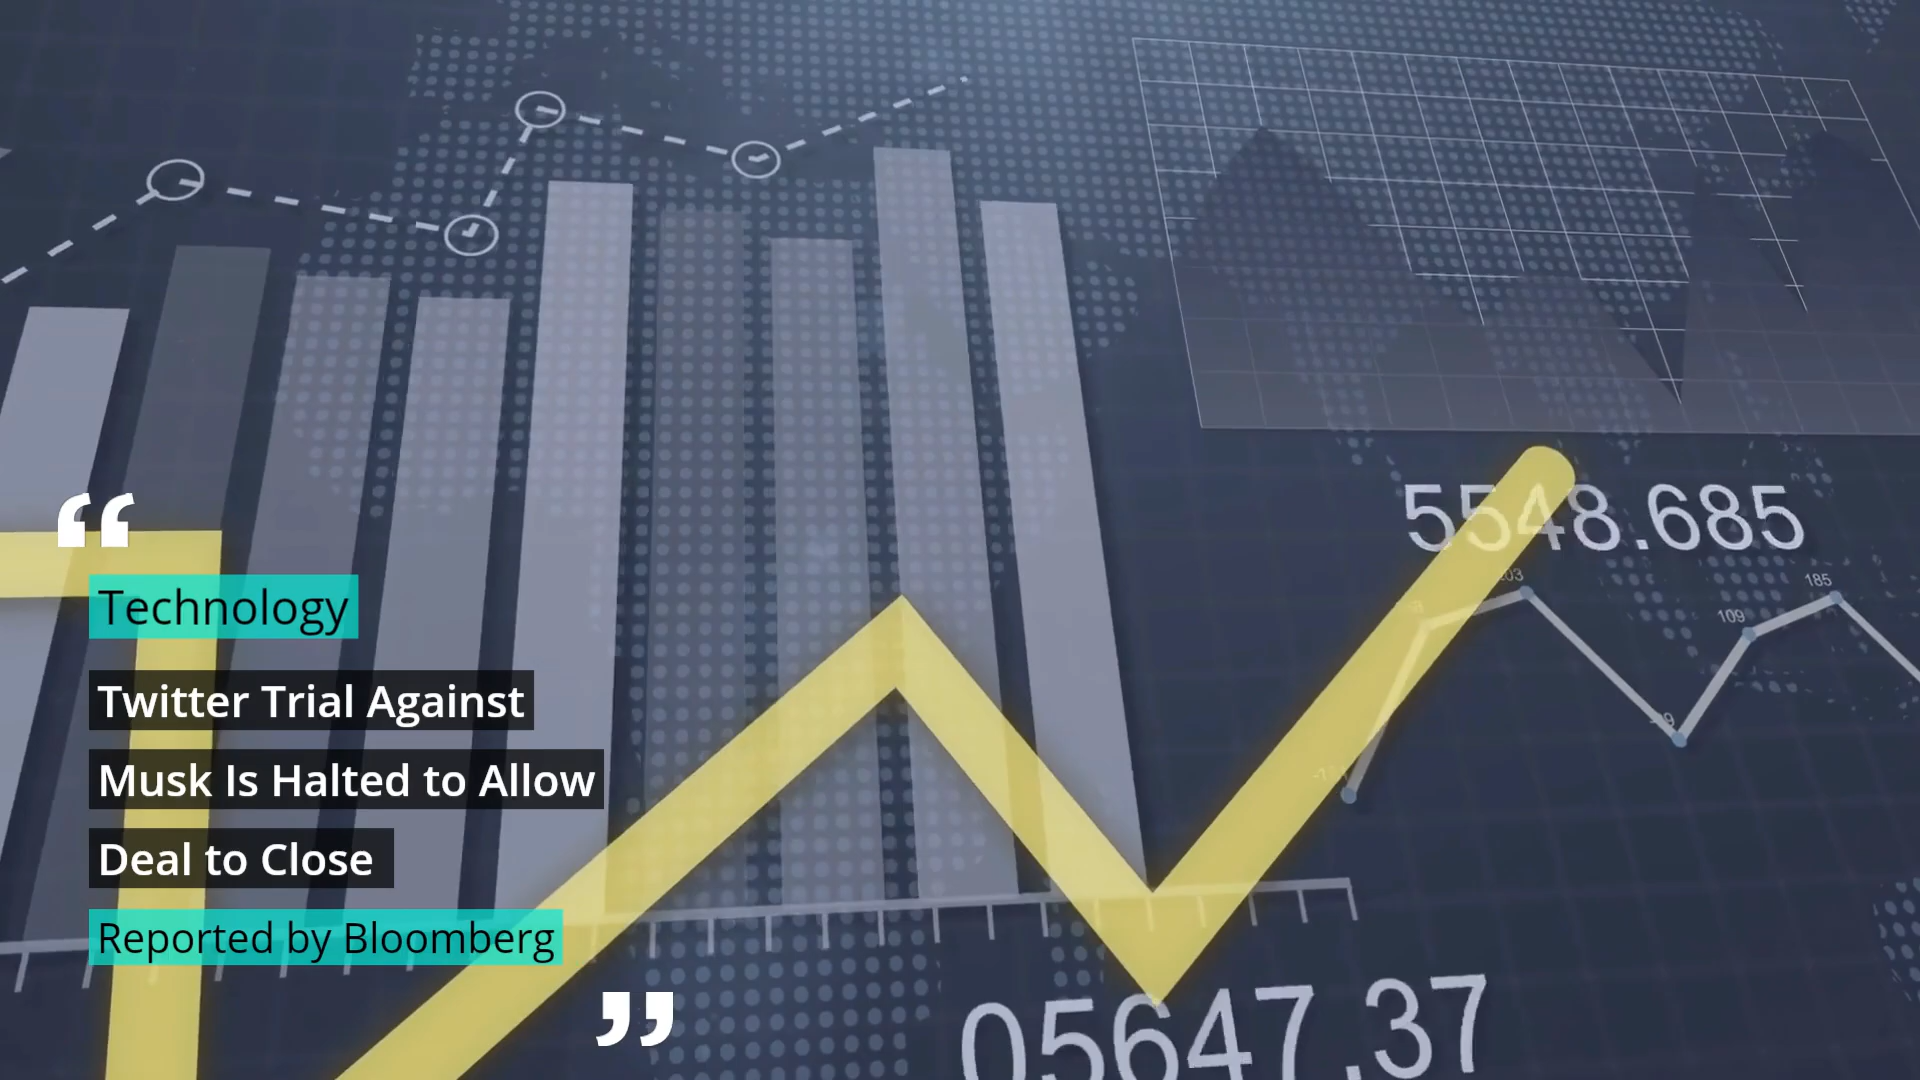 “
Technology
Twitter Trial Against
Musk Is Halted to Allow
Deal to Close
Reported by Bloomberg
”
5548.685
185
109
05647.37